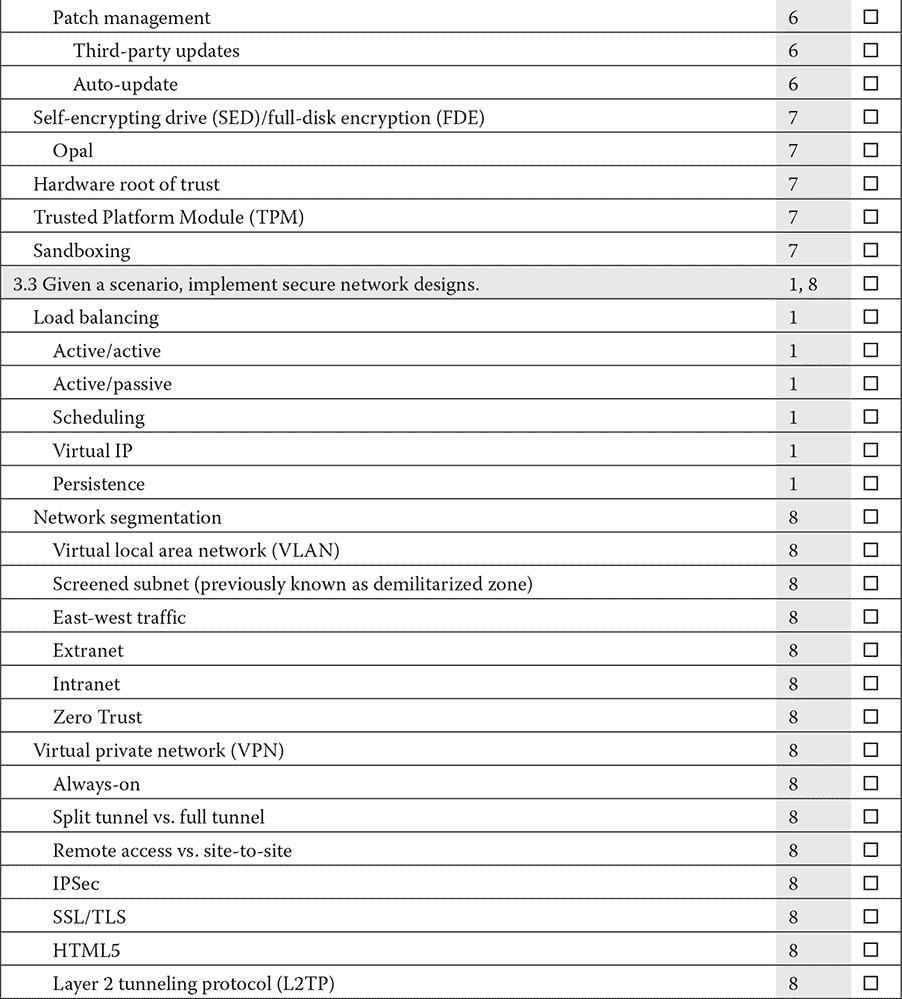 Patch management 6 ☐
Third-party updates 6 ☐
Auto-update 6 ☐
Self-encrypting drive (SED)/full-disk encryption (FDE) 7 ☐
Opal 7 ☐
Hardware root of trust 7 ☐
Trusted Platform Module (TPM) 7 ☐
Sandboxing 7 ☐
3.3 Given a scenario, implement secure network designs. 1, 8 ☐
Load balancing 1 ☐
Active/active 1 ☐
Active/passive 1 ☐
Scheduling 1 ☐
Virtual IP 1 ☐
Persistence 1 ☐
Network segmentation 8 ☐
Virtual local area network (VLAN) 8 ☐
Screened subnet (previously known as demilitarized zone) 8 ☐
East-west traffic 8 ☐
Extranet 8 ☐
Intranet 8 ☐
Zero Trust 8 ☐
Virtual private network (VPN) 8 ☐
Always-on 8 ☐
Split tunnel vs. full tunnel 8 ☐
Remote access vs. site-to-site 8 ☐
IPSec 8 ☐
SSL/TLS 8 ☐
HTML5 8 ☐
Layer 2 tunneling protocol (L2TP) 8 ☐